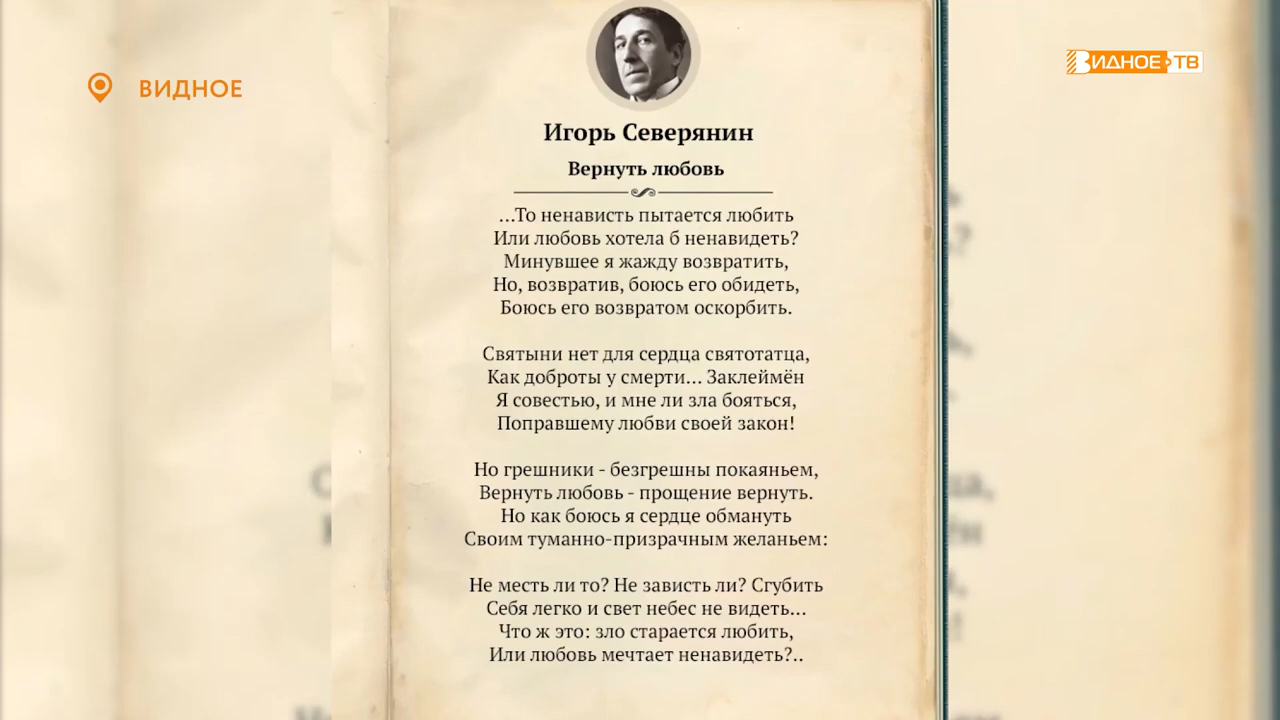 ВИДНОЕ
ВИДНОЕ ТВ
Игорь Северянин
Вернуть любовь
...То ненависть пытается любить
Или любовь хотела б ненавидеть?
Минувшее я жажду возвратить,
Но, возвратив, боюсь его обидеть,
Боюсь его возвратом оскорбить.
Святыни нет для сердца святотатца,
Как доброты у смерти... Заклеймён
Я совестью, и мне ли зла бояться,
Поправшему любви своей закон!
Но грешники - безгрешны покаяньем,
Вернуть любовь - прощение вернуть.
Но как боюсь я сердце обмануть
Своим туманно-призрачным желаньем:
Не месть ли то? Не зависть ли? Сгубить
Себя легко и свет небес не видеть...
Что ж это: зло старается любить,
Или любовь мечтает ненавидеть?..